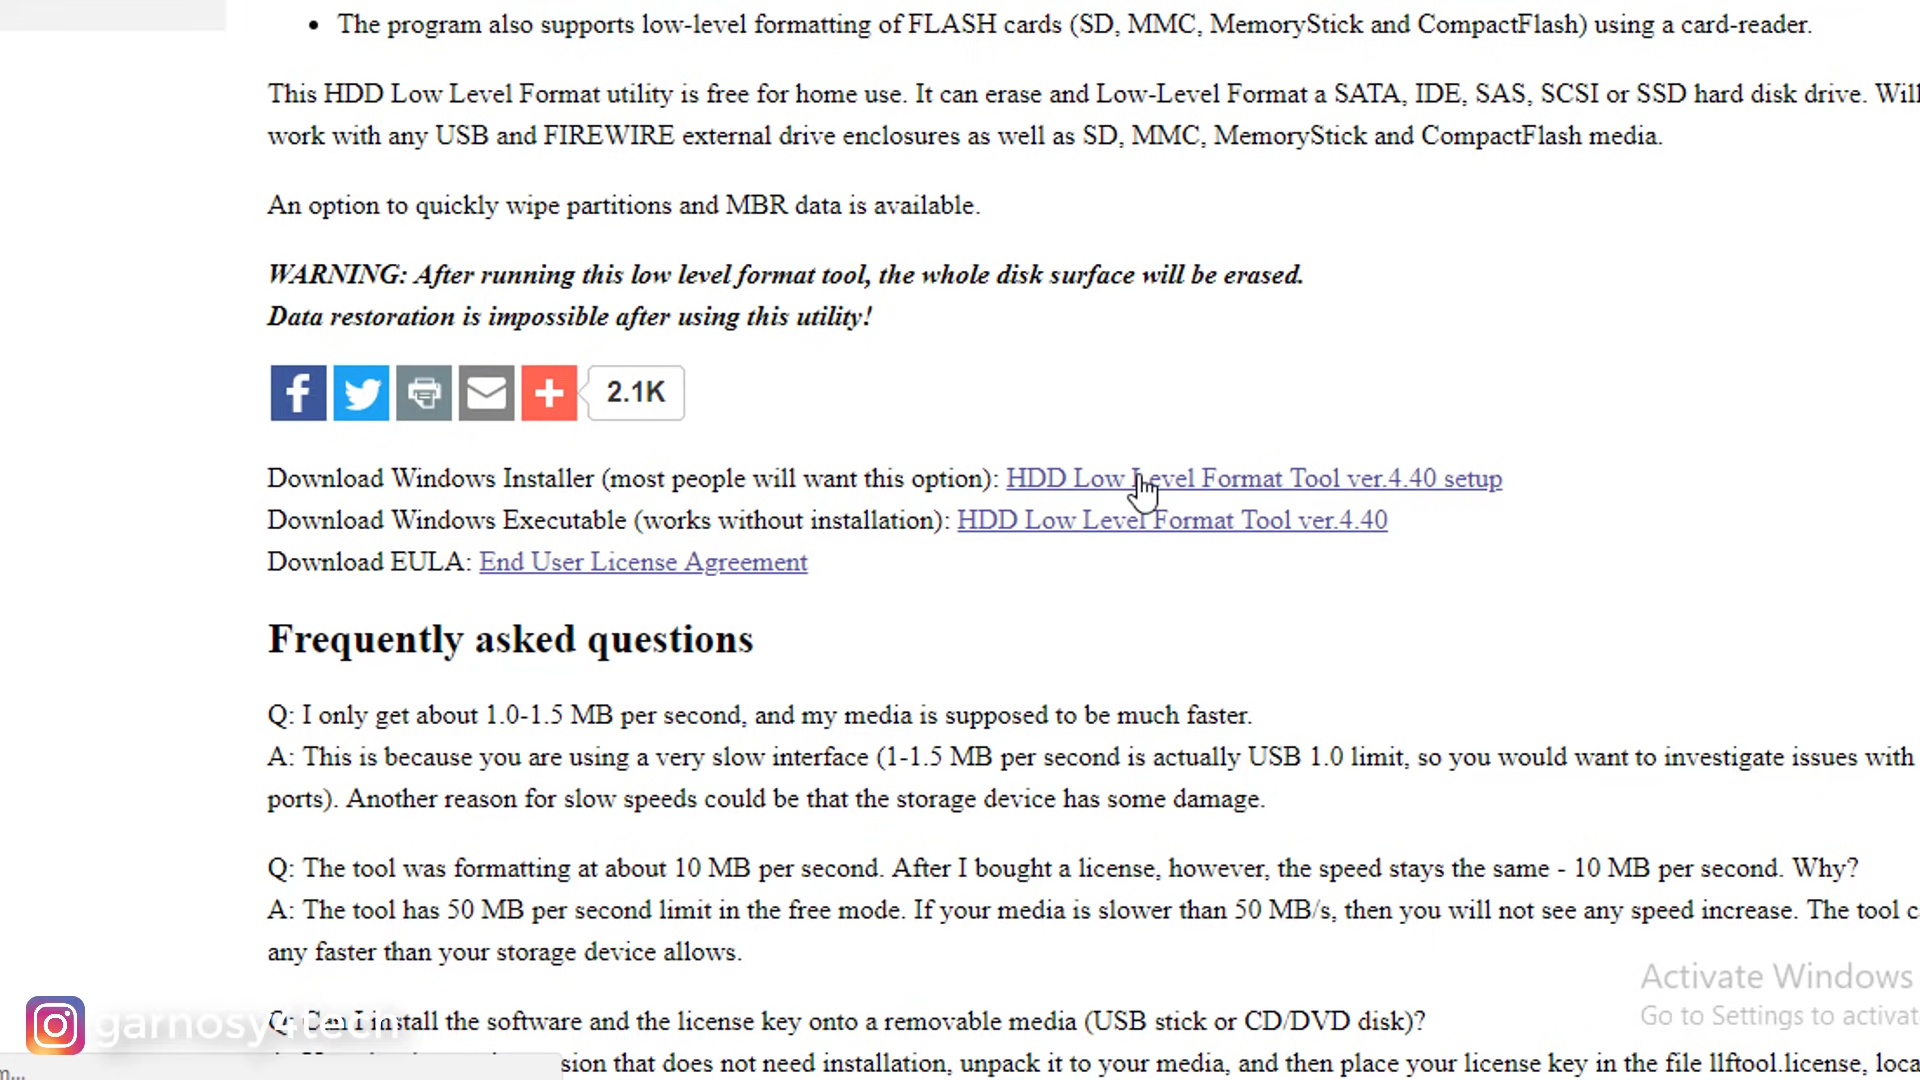 The program also supports low-level formatting of FLASH cards (SD, MMC, MemoryStick and CompactFlash) using a card-reader.
This HDD Low Level Format utility is free for home use. It can erase and Low-Level Format a SATA, IDE, SAS, SCSI or SSD hard disk drive. Will
work with any USB and FIREWIRE external drive enclosures as well as SD, MMC, MemoryStick and CompactFlash media.
An option to quickly wipe partitions and MBR data is available.
WARNING: After running this low level format tool, the whole disk surface will be erased.
Data restoration is impossible after using this utility!
2.1K
Download Windows Installer (most people will want this option): HDD Low Level Format Tool ver.4.40 setup
Download Windows Executable (works without installation): HDD Low Level Format Tool ver.4.40
Download EULA: End User License Agreement
Frequently asked questions
Q: I only get about 1.0-1.5 MB per second, and my media is supposed to be much faster.
A: This is because you are using a very slow interface (1-1.5 MB per second is actually USB 1.0 limit, so you would want to investigate issues with
ports). Another reason for slow speeds could be that the storage device has some damage.
Q: The tool was formatting at about 10 MB per second. After I bought a license, however, the speed stays the same - 10 MB per second. Why?
A: The tool has 50 MB per second limit in the free mode. If your media is slower than 50 MB/s, then you will not see any speed increase. The tool c
any faster than your storage device allows.
Activate Windows
Go to Settings to activat
garnosy4tech
Q: Can I install the software and the license key onto a removable media (USB stick or CD/DVD disk)?
sion that does not need installation, unpack it to your media, and then place your license key in the file llftool.license, loca
m...